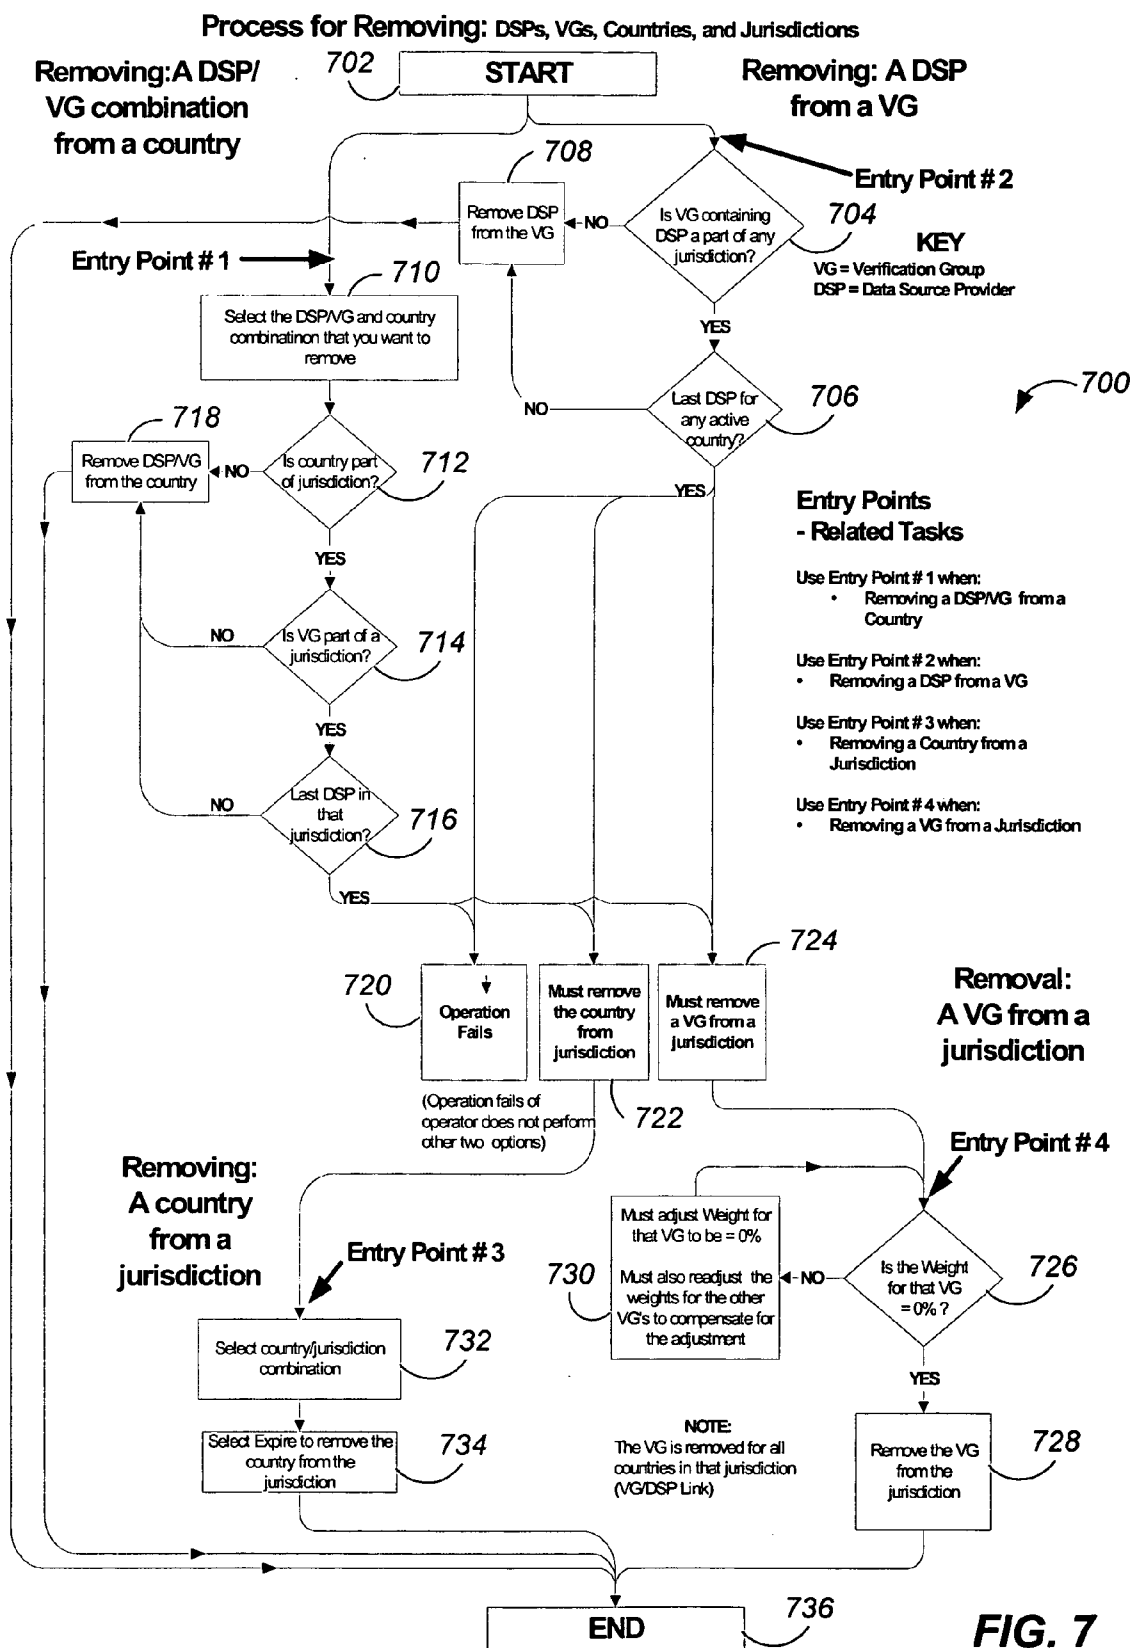 Process for Removing: DSPs, VGs, Countries, and Jurisdictions
Removing: A DSP/
VG combination
from a country
702
START
Removing: A DSP
from a VG
708
Entry Point # 2
Remove DSP
from the VG
NO
Is VG containing
DSP a part of any
jurisdiction?
704
KEY
VG = Verification Group
DSP = Data Source Provider
Entry Point # 1
710
Select the DSP/VG and country
combinatinon that you want to
remove
YES
Last DSP for
any active
country?
706
NO
700
718
Remove DSP/VG
from the country
NO
Is country part
of jurisdiction?
712
YES
Entry Points
- Related Tasks
Use Entry Point # 1 when:
• Removing a DSP/VG from a
Country
Use Entry Point # 2 when:
• Removing a DSP from a VG
Use Entry Point # 3 when:
• Removing a Country from a
Jurisdiction
Use Entry Point # 4 when:
• Removing a VG from a Jurisdiction
YES
NO
Is VG part of a
jurisdiction?
714
YES
NO
Last DSP in
that
jurisdiction?
716
YES
724
720
Operation
Fails
Must remove
the country
from
jurisdiction
Must remove
a VG from a
jurisdiction
Removal:
A VG from a
jurisdiction
(Operation fails of
operator does not perform
other two options)
722
Entry Point # 4
Removing:
A country
from a
jurisdiction
Entry Point # 3
730
Must adjust Weight for
that VG to be = 0%
Must also readjust the
weights for the other
VG's to compensate for
the adjustment
NO
Is the Weight
for that VG
= 0% ?
726
Select country/jurisdiction
combination
732
YES
Select Expire to remove the
country from the
jurisdiction
734
NOTE:
The VG is removed for all
countries in that jurisdiction
(VG/DSP Link)
Remove the VG
from the
jurisdiction
728
END
736
FIG. 7